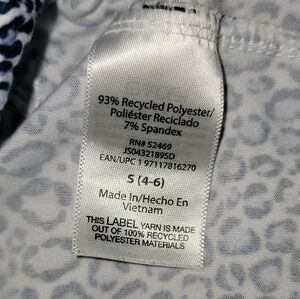 93% Recycled Polyester/
Poliéster Reciclado
7% Spandex
RN# 52469
JS0432189SD
EAN/UPC 1 97117816270
S (4-6)
Made In/Hecho En
Vietnam
THIS LABEL YARN IS MADE
OUT OF 100% RECYCLED
POLYESTER MATERIALS